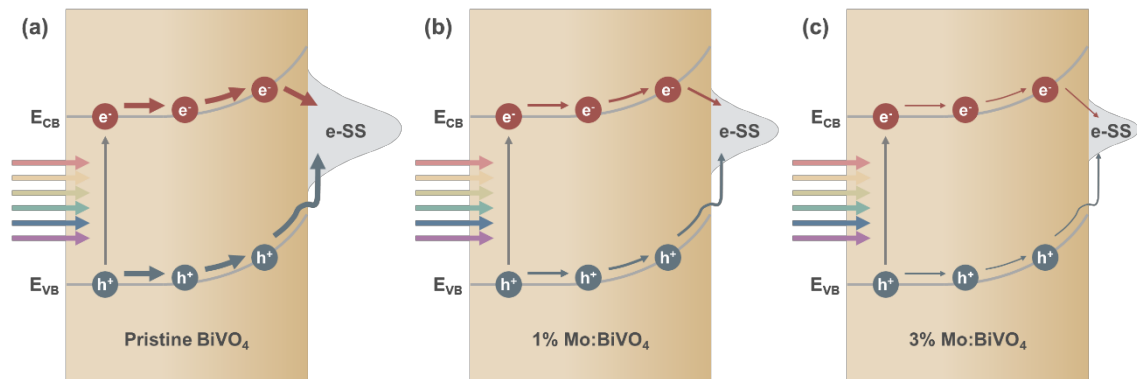 (a)
E_CB
e⁻
e⁻
e⁻
e-SS
E_VB
h⁺
h⁺
h⁺
Pristine BiVO₄
(b)
E_CB
e⁻
e⁻
e⁻
e-SS
E_VB
h⁺
h⁺
h⁺
1% Mo:BiVO₄
(c)
E_CB
e⁻
e⁻
e⁻
e-SS
E_VB
h⁺
h⁺
h⁺
3% Mo:BiVO₄